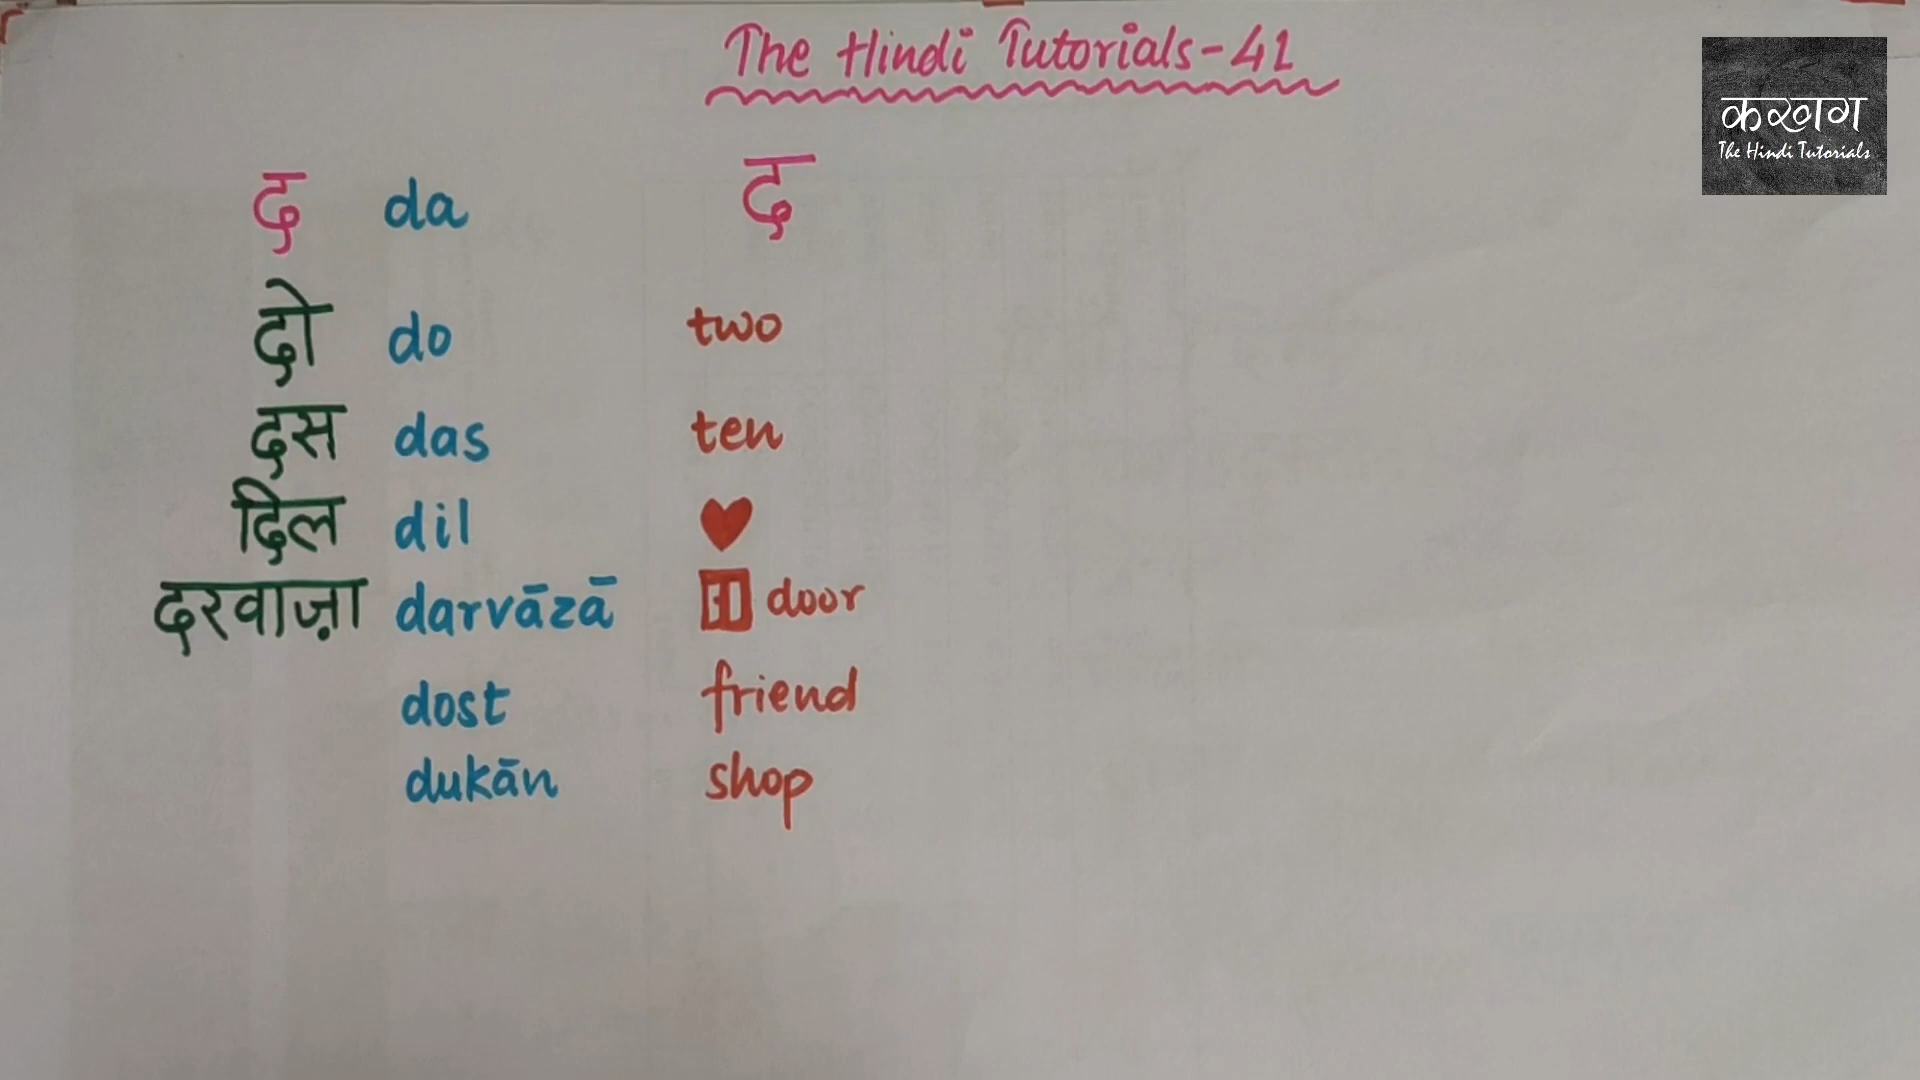 The Hindi Tutorials-41
कखग
The Hindi Tutorials
द da द
दो do two
दस das ten
दिल dil
दरवाज़ा darvāzā door
dost friend
dukān shop